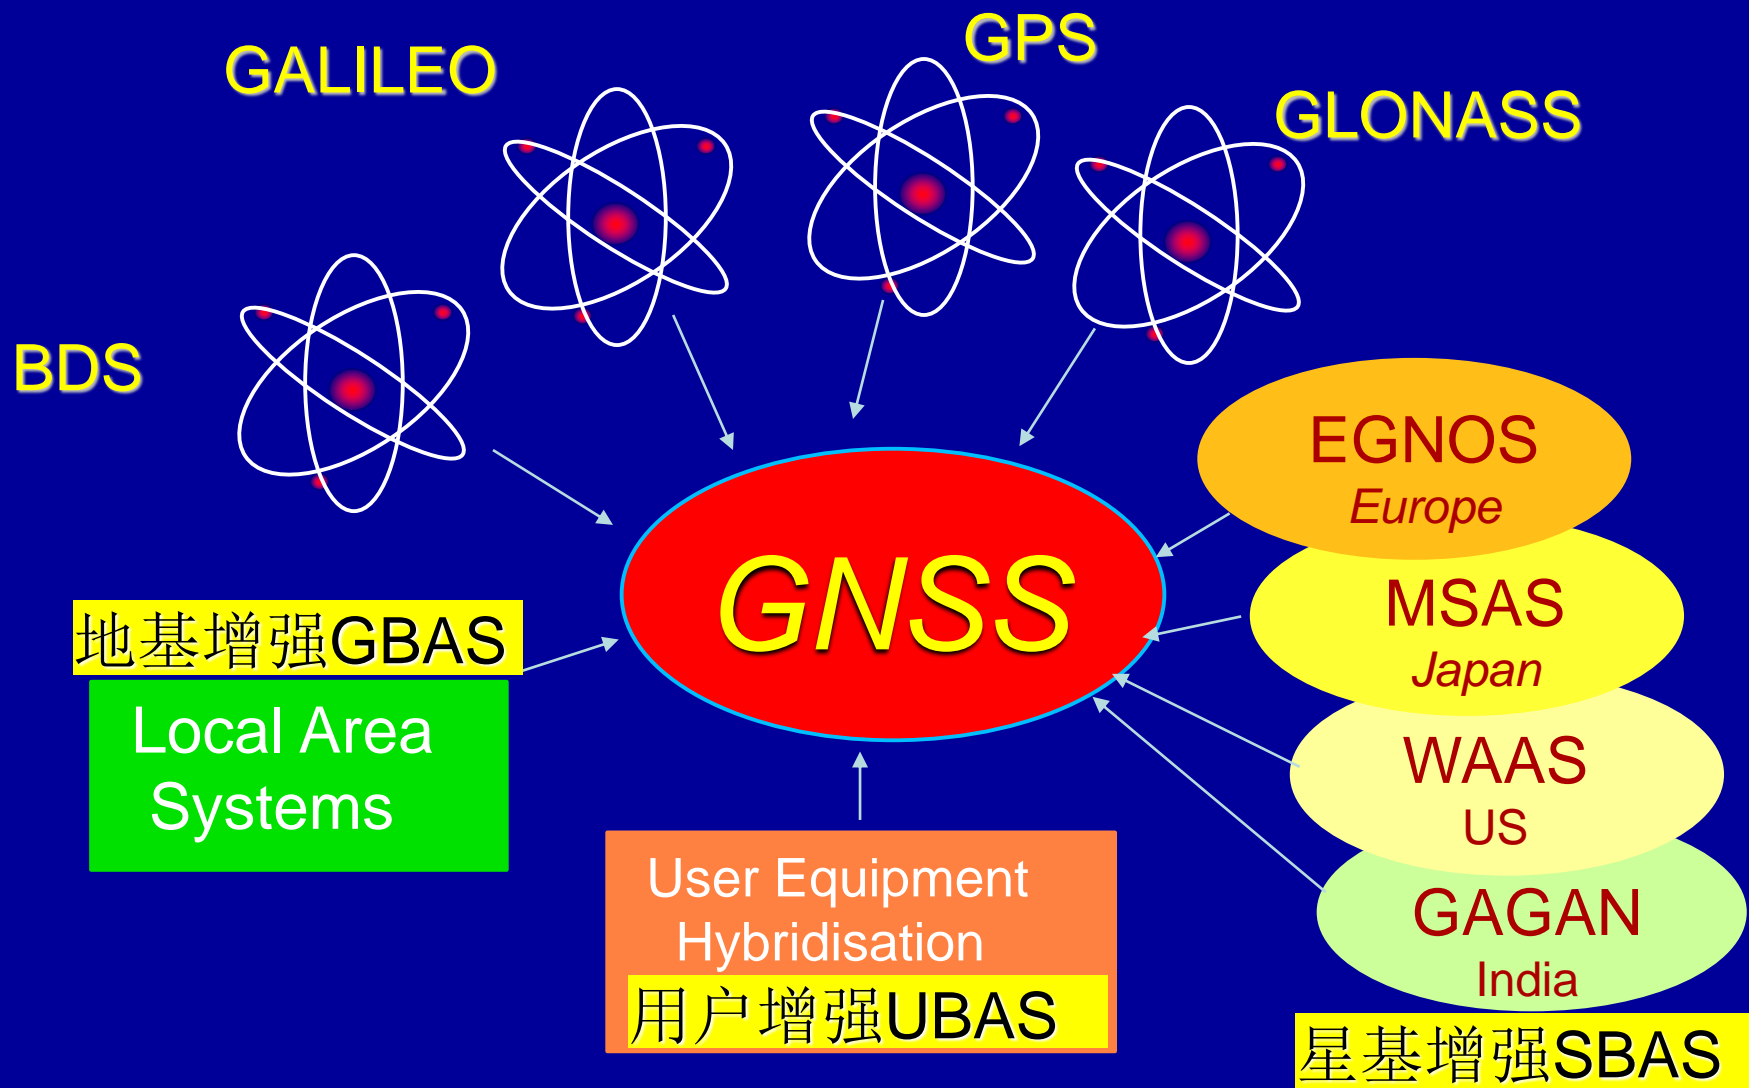 GPS
GALILEO
GLONASS
BDS
EGNOS
Europe
GNSS
MSAS
Japan
地基增强GBAS
Local Area
Systems
WAAS
US
User Equipment
Hybridisation
用户增强UBAS
GAGAN
India
星基增强SBAS